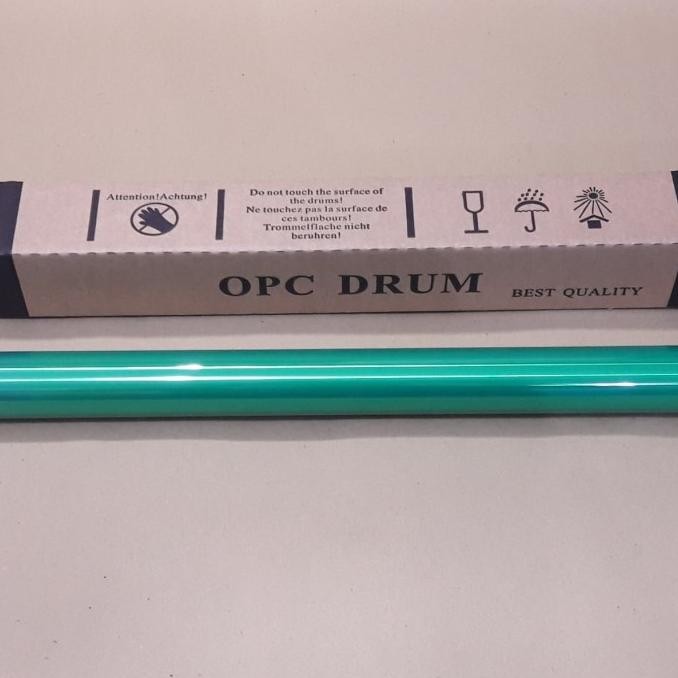 Attention!Achtung!
Do not touch the surface of
the drums!
Ne touchez pas la surface de
ces tambours!
Trommelflache nicht
beruhren!
OPC DRUM
BEST QUALITY